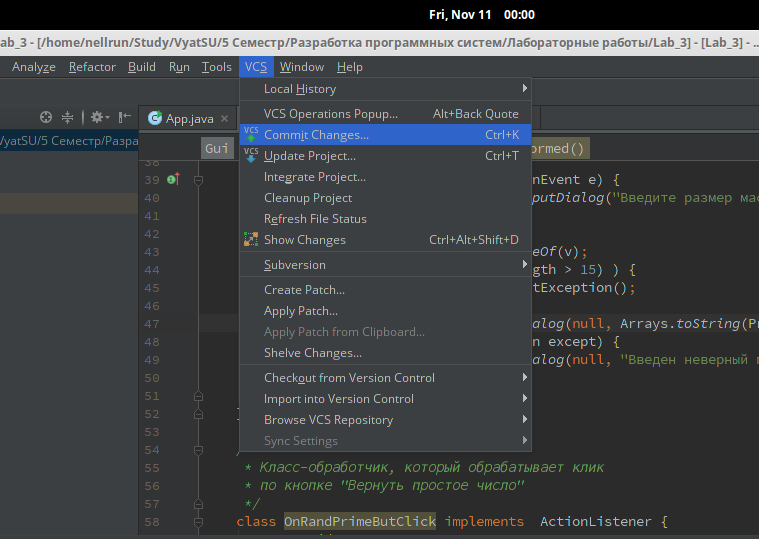 Fri, Nov 11 00:00
ab_3 - [/home/nellrun/Study/VyatSU/5 Семестр/Разработка программных систем/Лабораторные работы/Lab_3] - [Lab_3] - ...
Analyze Refactor Build Run Tools VCS Window Help
Local History
VCS Operations Popup... Alt+Back Quote
App.java
VCS Commit Changes... Ctrl+K
VyatSU/5 Семестр/Разра
Gui
ormed()
VCS Update Project... Ctrl+T
38
Integrate Project...
39
nEvent e) {
Cleanup Project
40
putDialog("Введите размер мас
Refresh File Status
41
Show Changes Ctrl+Alt+Shift+D
42
43
eOf(v);
Subversion
44
gth > 15) ) {
Create Patch...
45
tException();
Apply Patch...
46
Apply Patch from Clipboard...
47
alog(null, Arrays.toString(P
Shelve Changes...
48
n except) {
49
alog(null, "Введен неверный
Checkout from Version Control
50
Import into Version Control
51
Browse VCS Repository
52
Sync Settings
53
54 /
55 * Класс-обработчик, который обрабатывает клик
56 * по кнопке "Вернуть простое число"
57 */
58 class OnRandPrimeButClick implements ActionListener {